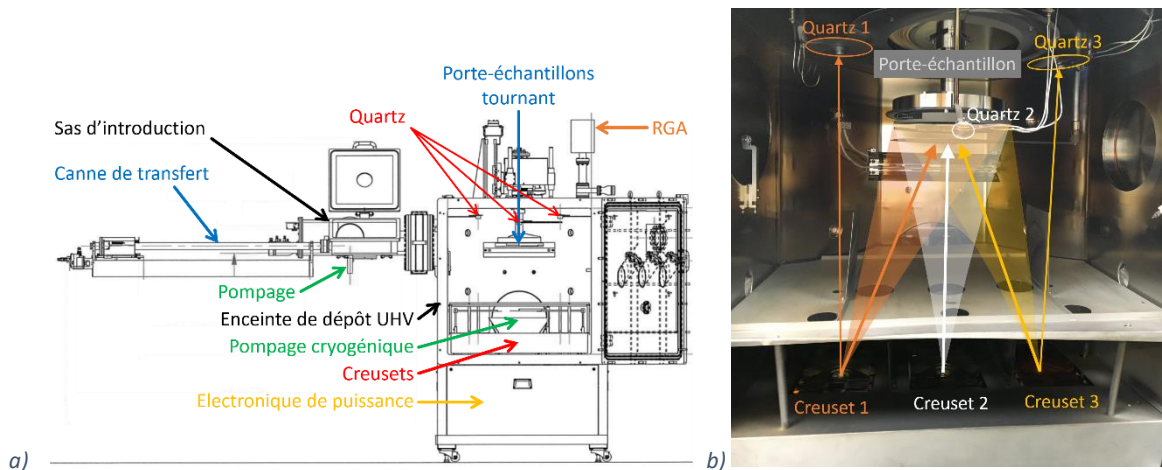 Porte-échantillons
tournant
Quartz
RGA
Sas d'introduction
Canne de transfert
Pompage
Enceinte de dépôt UHV
Pompage cryogénique
Creusets
Electronique de puissance
a)
Quartz 1
Quartz 3
Porte-échantillon
Quartz 2
Creuset 1
Creuset 2
Creuset 3
b)